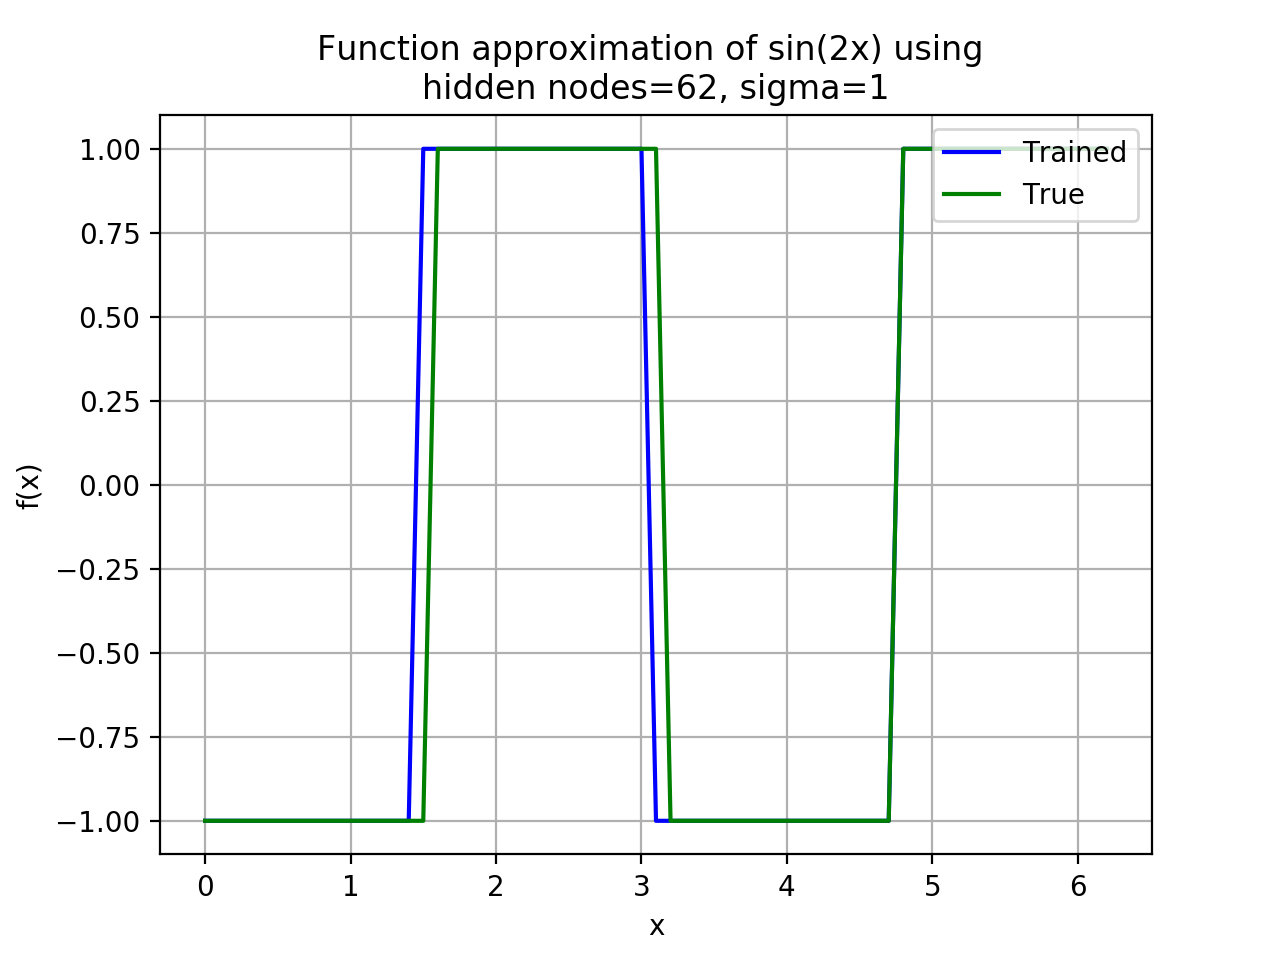 Function approximation of sin(2x) using
hidden nodes=62, sigma=1
1.00
0.75
0.50
0.25
0.00
−0.25
−0.50
−0.75
−1.00
f(x)
Trained
True
0 1 2 3 4 5 6
x